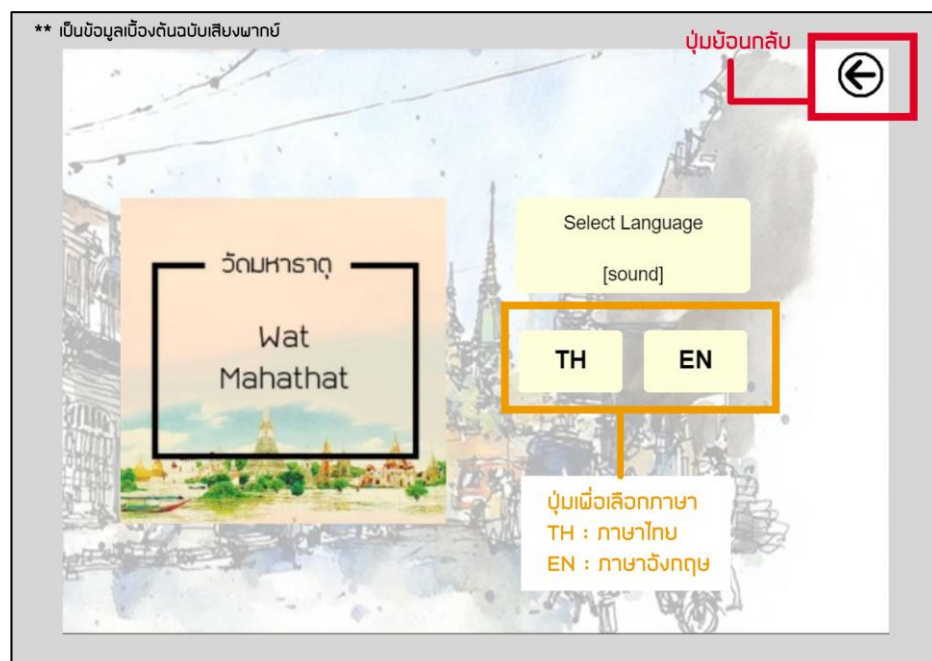 ** เป็นข้อมูลเบื้องต้นฉบับเสียงพากย์
ปุ่มย้อนกลับ
วัดมหาธาตุ
Wat
Mahathat
Select Language
[sound]
TH
EN
ปุ่มเพื่อเลือกภาษา
TH : ภาษาไทย
EN : ภาษาอังกฤษ